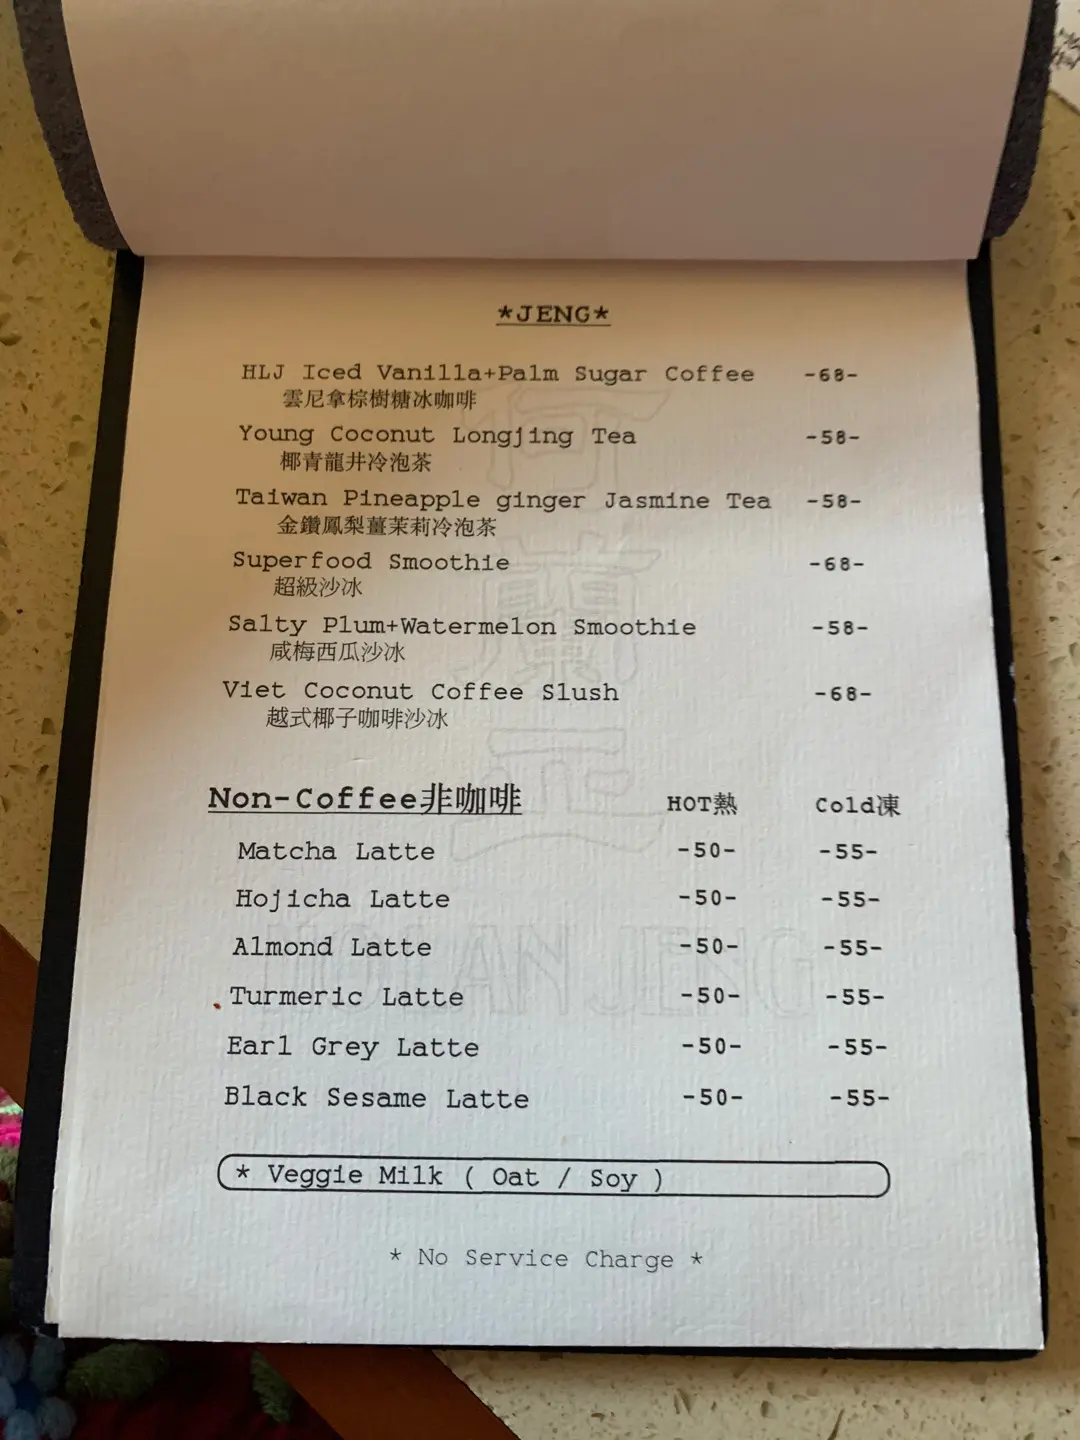 *JENG*
HLJ Iced Vanilla+Palm Sugar Coffee -68-
雲尼拿棕樹糖冰咖啡
Young Coconut Longjing Tea -58-
椰青龍井冷泡茶
Taiwan Pineapple ginger Jasmine Tea -58-
金鑽鳳梨薑茉莉冷泡茶
Superfood Smoothie -68-
超級沙冰
Salty Plum+Watermelon Smoothie -58-
咸梅西瓜沙冰
Viet Coconut Coffee Slush -68-
越式椰子咖啡沙冰
Non-Coffee非咖啡 HOT熱 Cold凍
Matcha Latte -50- -55-
Hojicha Latte -50- -55-
Almond Latte -50- -55-
HOLAN JENG
Turmeric Latte -50- -55-
Earl Grey Latte -50- -55-
Black Sesame Latte -50- -55-
* Veggie Milk ( Oat / Soy )
* No Service Charge *